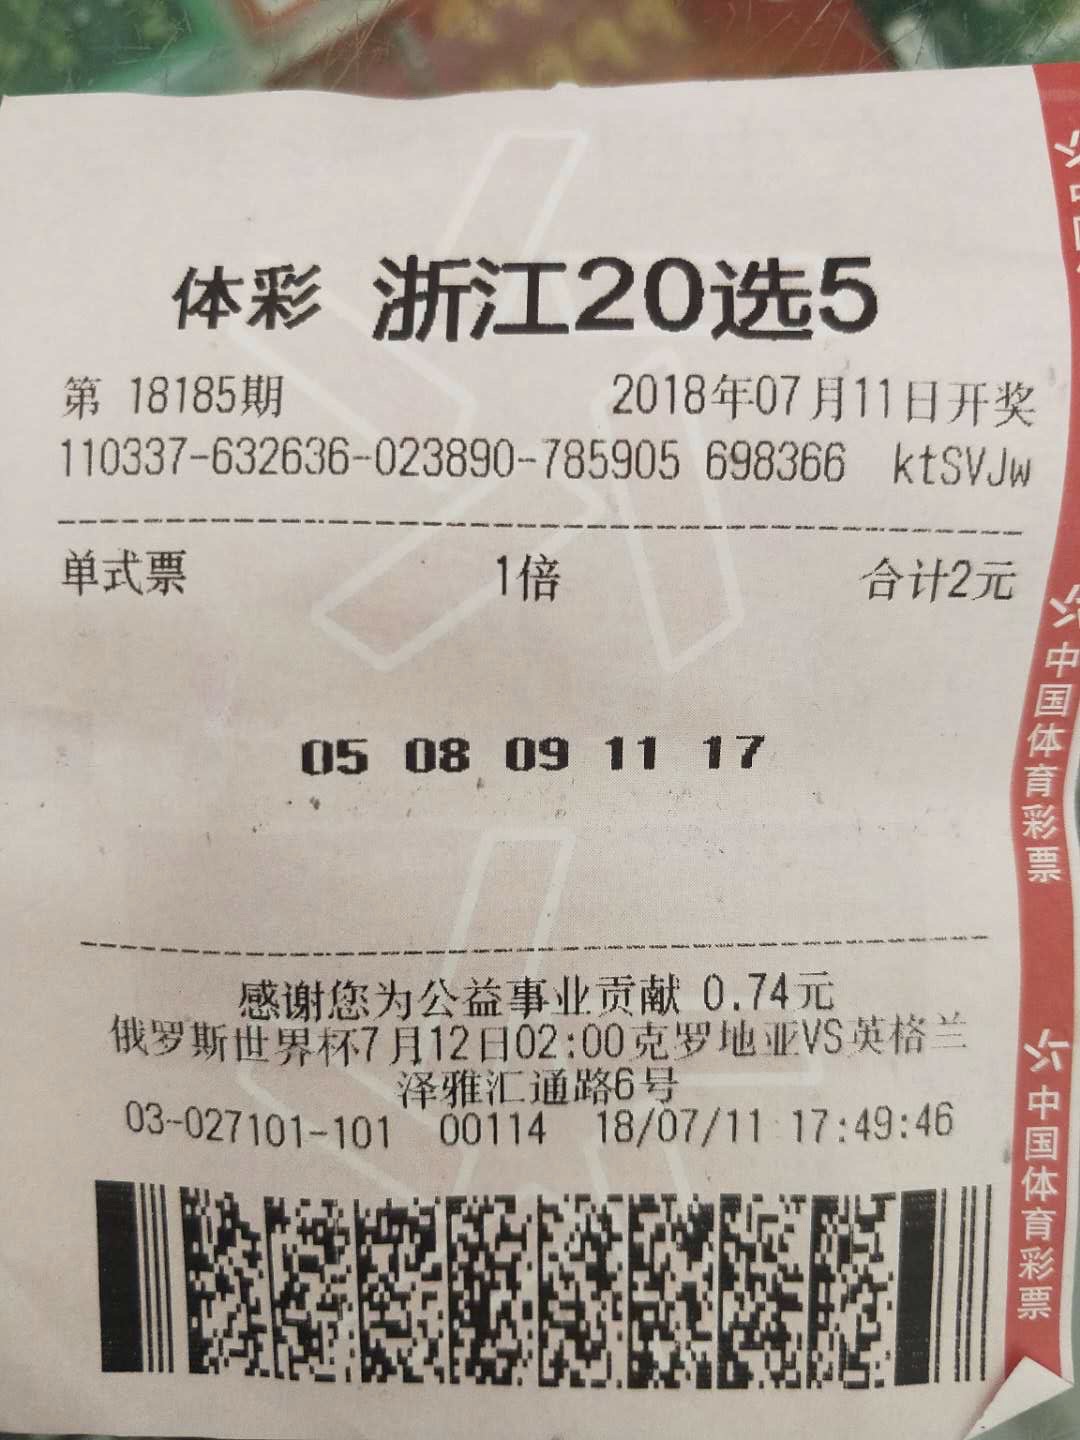 体彩 浙江20选5
第 18185期 2018年07月11日开奖
110337-632636-023890-785905 698366 ktSVJw
单式票 1倍 合计2元
05 08 09 11 17
感谢您为公益事业贡献 0.74元
俄罗斯世界杯7月12日02:00克罗地亚VS英格兰
泽雅汇通路6号
03-027101-101 00114 18/07/11 17:49:46
中国体育彩票
中国体育彩票